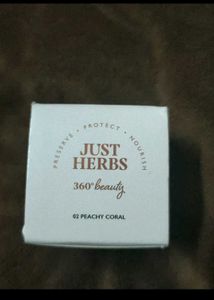 PRESERVE • PROTECT • NOURISH
JUST
HERBS
360° beauty
02 PEACHY CORAL